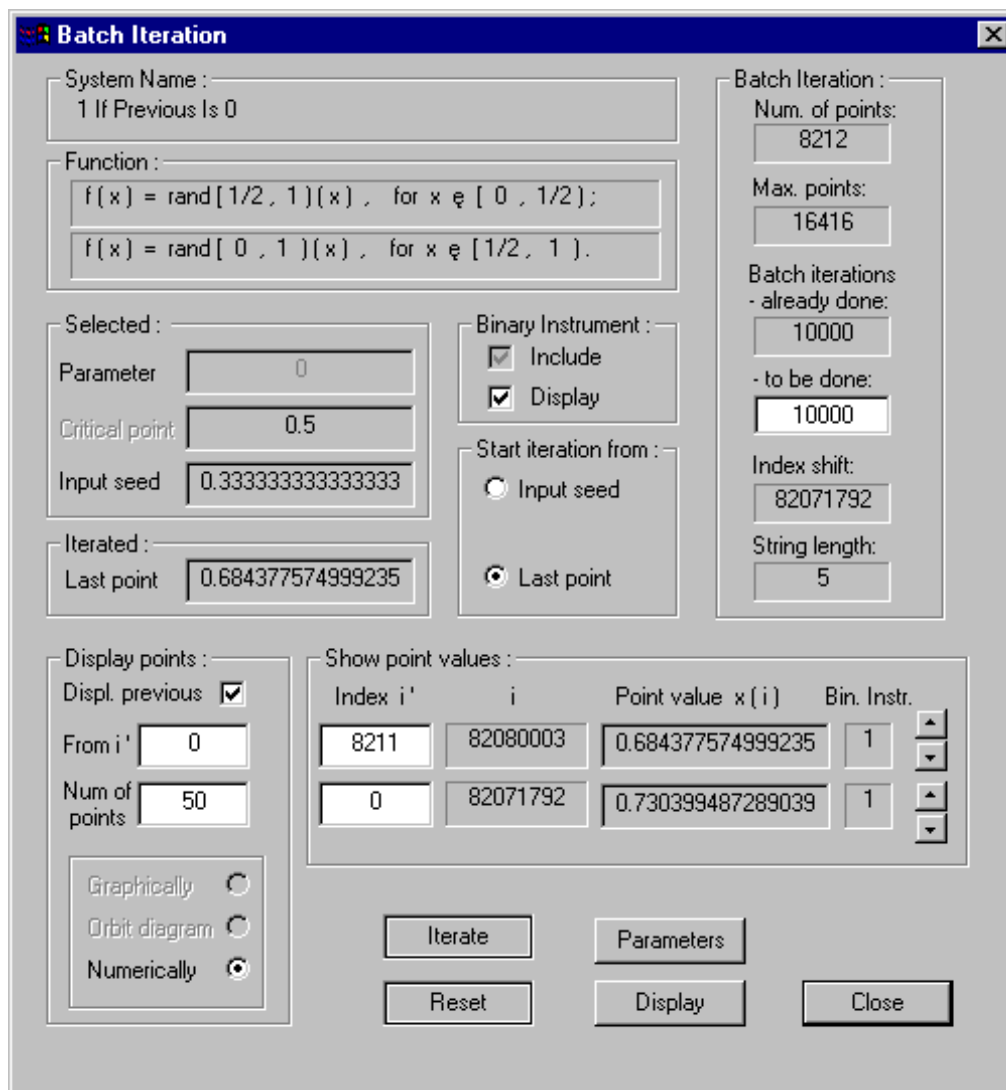 Batch Iteration
System Name :
1 If Previous Is 0
Function :
f ( x ) = rand [ 1/2 , 1 ) ( x ) , for x ę [ 0 , 1/2 ) ;
f ( x ) = rand [ 0 , 1 ) ( x ) , for x ę [ 1/2 , 1 ) .
Selected :
Parameter 0
Critical point 0.5
Input seed 0.333333333333333
Iterated :
Last point 0.684377574999235
Binary Instrument :
Include
Display
Start iteration from :
Input seed
Last point
Batch Iteration :
Num. of points:
8212
Max. points:
16416
Batch iterations
- already done:
10000
- to be done:
10000
Index shift:
82071792
String length:
5
Display points :
Displ. previous
From i ' 0
Num of
points 50
Graphically
Orbit diagram
Numerically
Show point values :
Index i ' i Point value x ( i ) Bin. Instr.
8211 82080003 0.684377574999235 1
0 82071792 0.730399487289039 1
Iterate Parameters
Reset Display Close